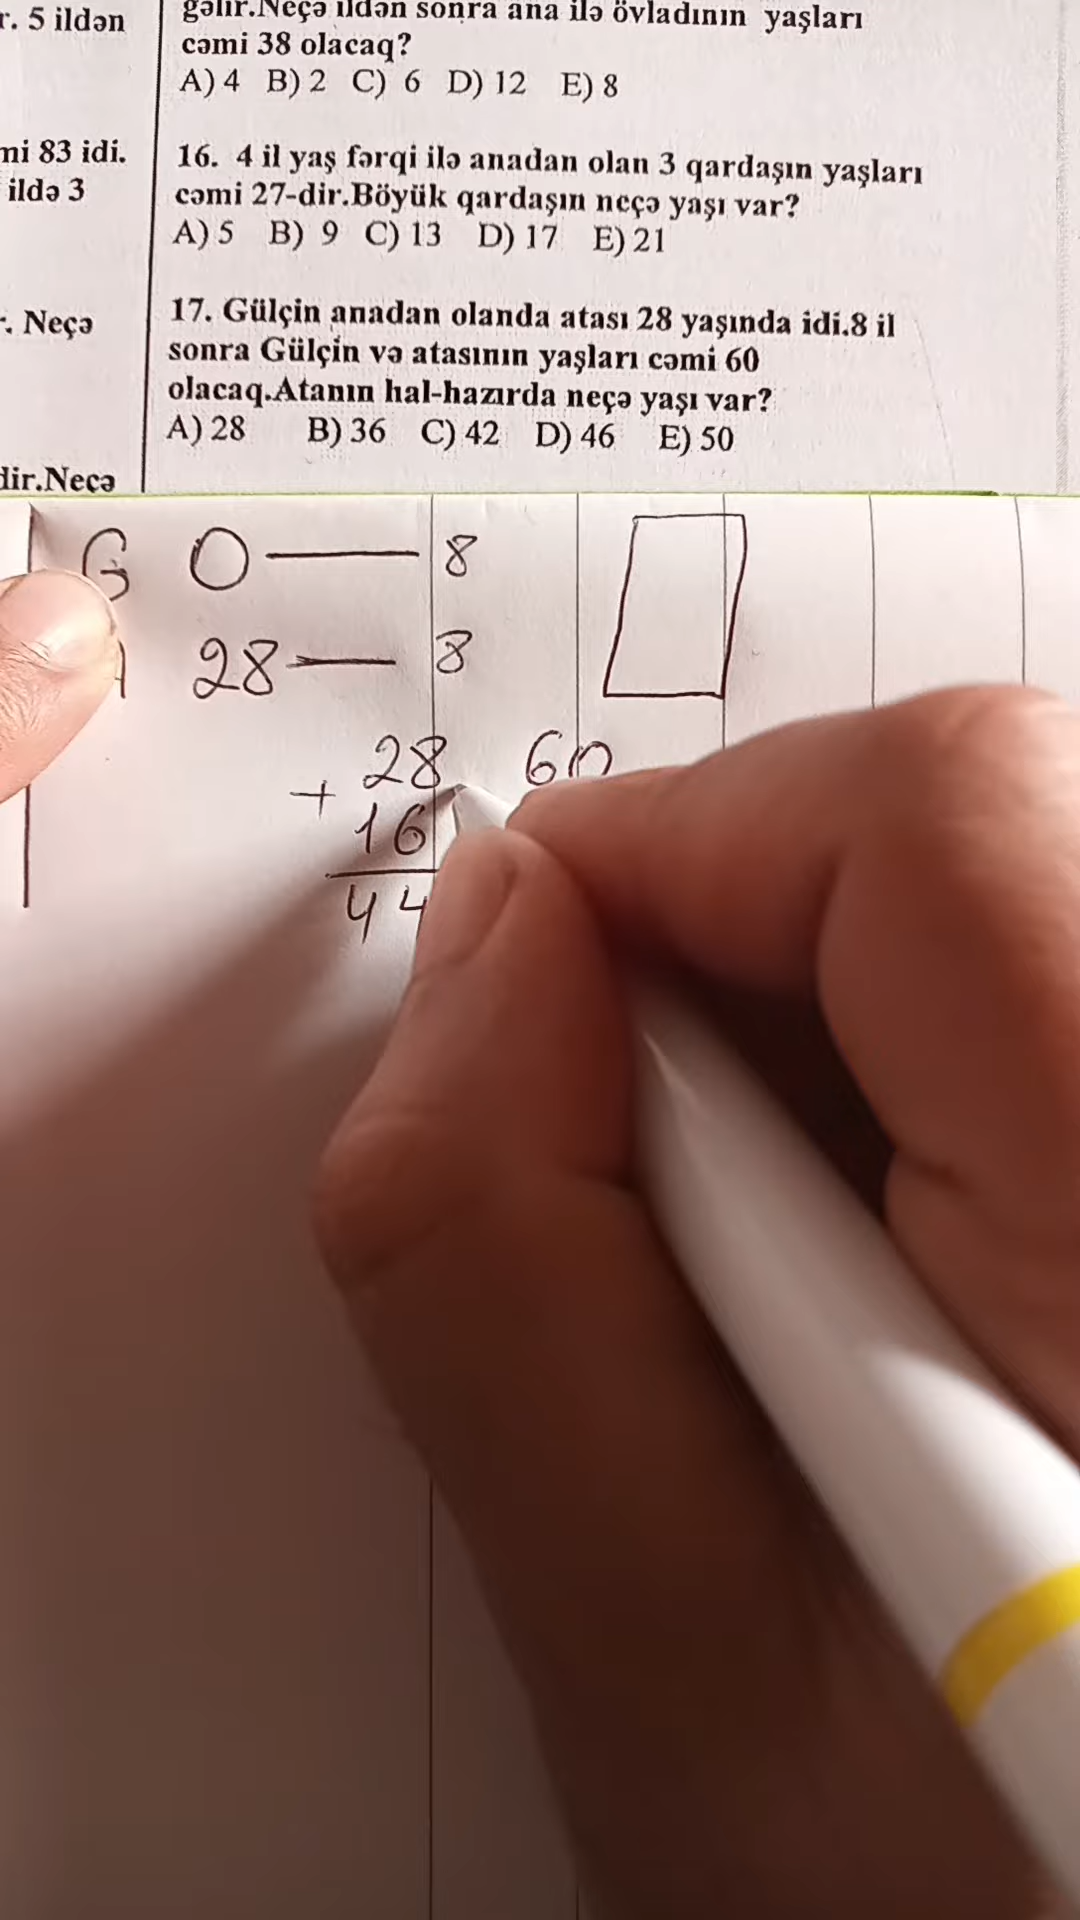 r. 5 ildən
mi 83 idi.
ildə 3
r. Neçə
dir.Neçə
gəlir.Neçə ildən sonra ana ilə övladının yaşları
cəmi 38 olacaq?
A) 4 B) 2 C) 6 D) 12 E) 8
16. 4 il yaş fərqi ilə anadan olan 3 qardaşın yaşları
cəmi 27-dir.Böyük qardaşın neçə yaşı var?
A) 5 B) 9 C) 13 D) 17 E) 21
17. Gülçin anadan olanda atası 28 yaşında idi.8 il
sonra Gülçin və atasının yaşları cəmi 60
olacaq.Atanın hal-hazırda neçə yaşı var?
A) 28 B) 36 C) 42 D) 46 E) 50
G 0 — 8
28 — 8
28 60
+ 16
44